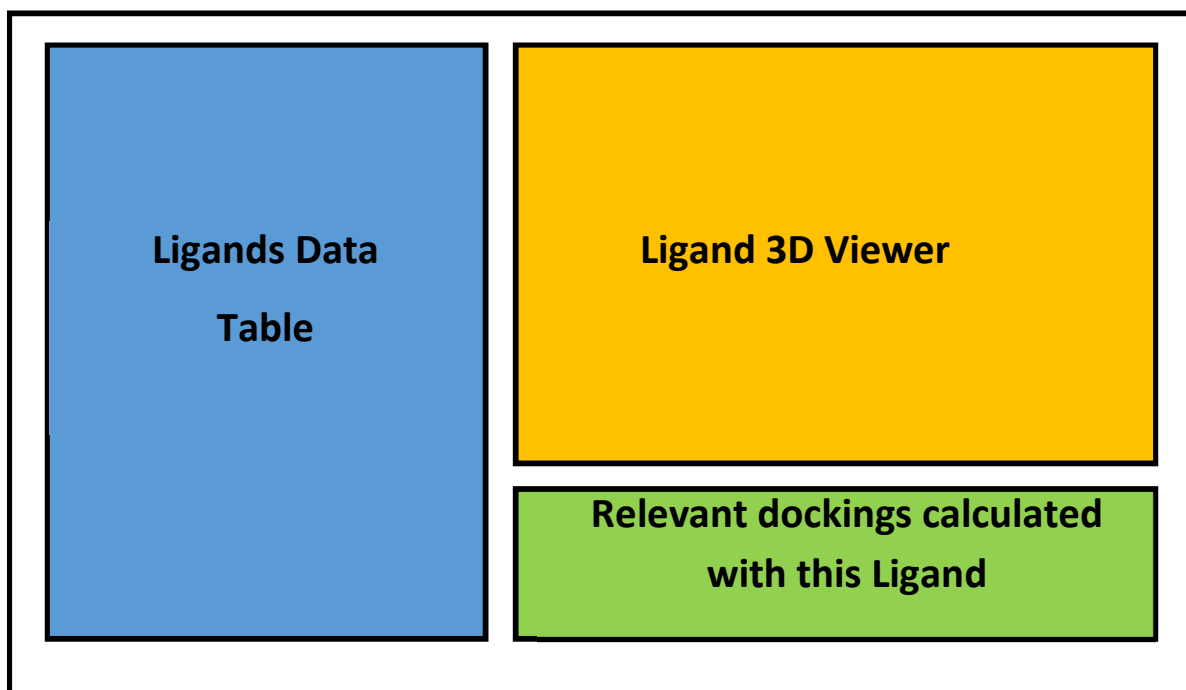 Ligands Data
Table
Ligand 3D Viewer
Relevant dockings calculated
with this Ligand